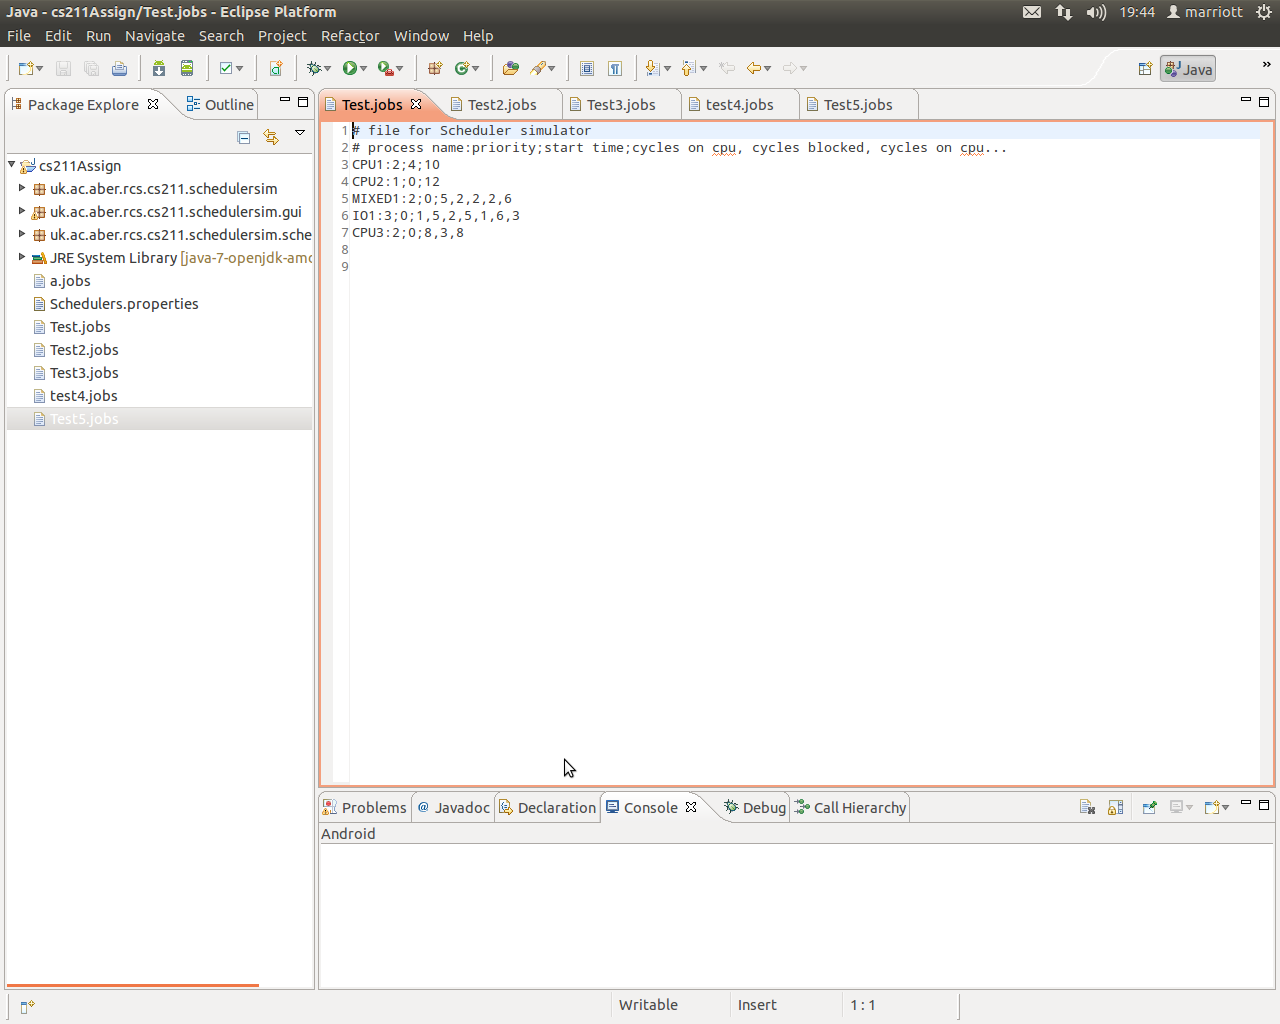 Java - cs211Assign/Test.jobs - Eclipse Platform
19:44 marriott
File Edit Run Navigate Search Project Refactor Window Help
Java »
Package Explore
Outline
cs211Assign
uk.ac.aber.rcs.cs211.schedulersim
uk.ac.aber.rcs.cs211.schedulersim.gui
uk.ac.aber.rcs.cs211.schedulersim.sche
JRE System Library [java-7-openjdk-amd
a.jobs
Schedulers.properties
Test.jobs
Test2.jobs
Test3.jobs
test4.jobs
Test5.jobs
Test.jobs Test2.jobs Test3.jobs test4.jobs Test5.jobs
1 # file for Scheduler simulator
2 # process name:priority;start time;cycles on cpu, cycles blocked, cycles on cpu...
3 CPU1:2;4;10
4 CPU2:1;0;12
5 MIXED1:2;0;5,2,2,2,6
6 IO1:3;0;1,5,2,5,1,6,3
7 CPU3:2;0;8,3,8
8
9
Problems @ Javadoc Declaration Console Debug Call Hierarchy
Android
Writable Insert 1 : 1